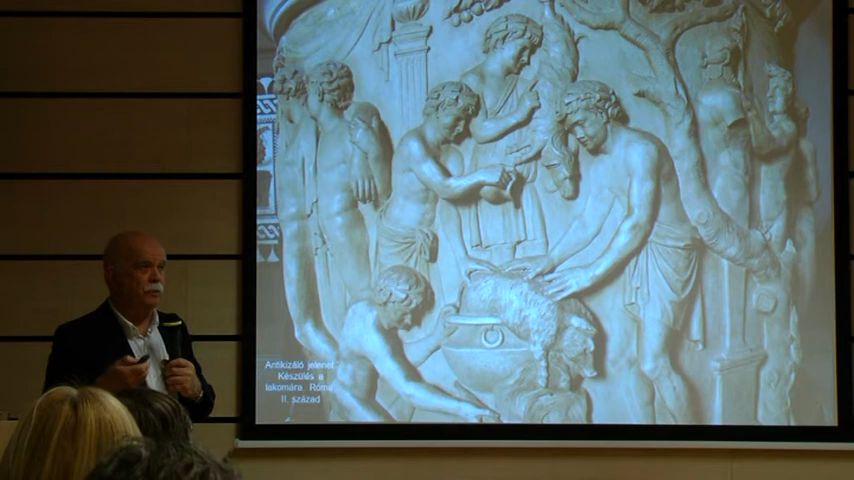 Antikizáló jelenet
Készülés a
lakomára Róma
II. század